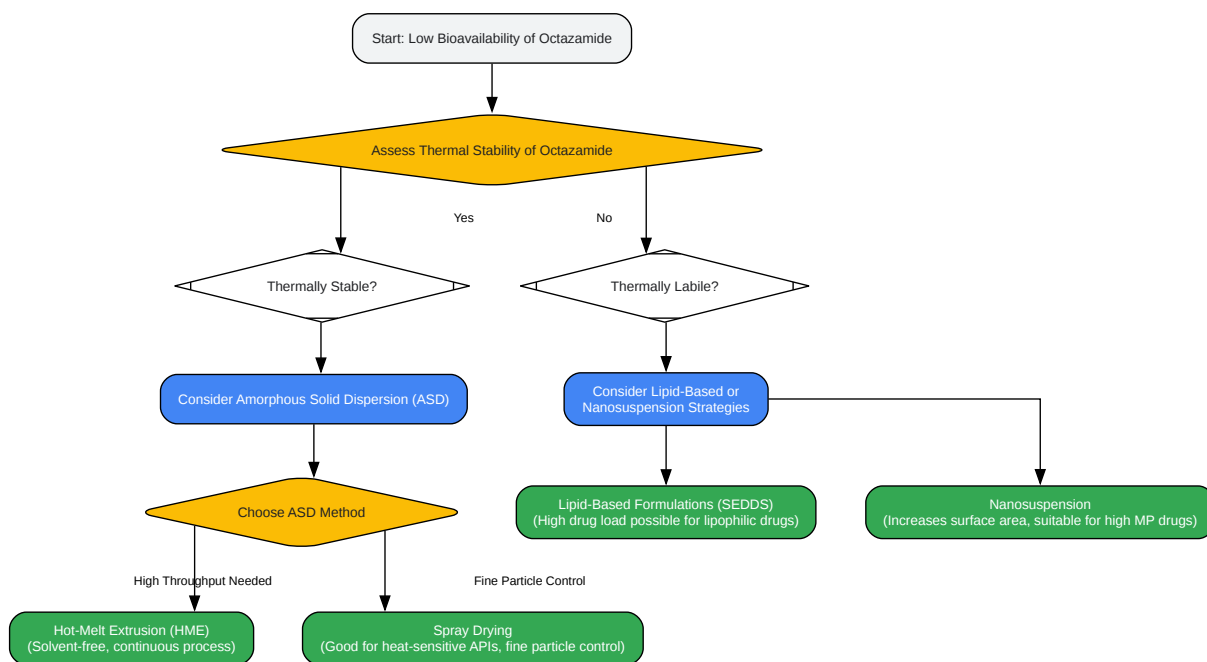 Start: Low Bioavailability of Octazamide
Assess Thermal Stability of Octazamide
Yes
No
Thermally Stable?
Thermally Labile?
Consider Amorphous Solid Dispersion (ASD)
Consider Lipid-Based or
Nanosuspension Strategies
Choose ASD Method
Lipid-Based Formulations (SEDDS)
(High drug load possible for lipophilic drugs)
Nanosuspension
(Increases surface area, suitable for high MP drugs)
High Throughput Needed
Fine Particle Control
Hot-Melt Extrusion (HME)
(Solvent-free, continuous process)
Spray Drying
(Good for heat-sensitive APIs, fine particle control)